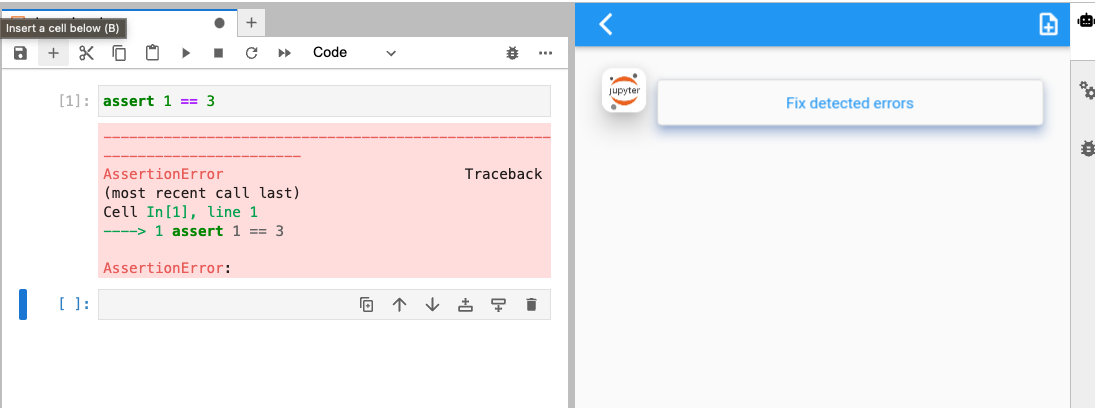 Insert a cell below (B)
Code
[1]: assert 1 == 3
---------------------------------------------------------------------------
AssertionError Traceback
(most recent call last)
Cell In[1], line 1
----> 1 assert 1 == 3

AssertionError:
[ ]:
jupyter
Fix detected errors